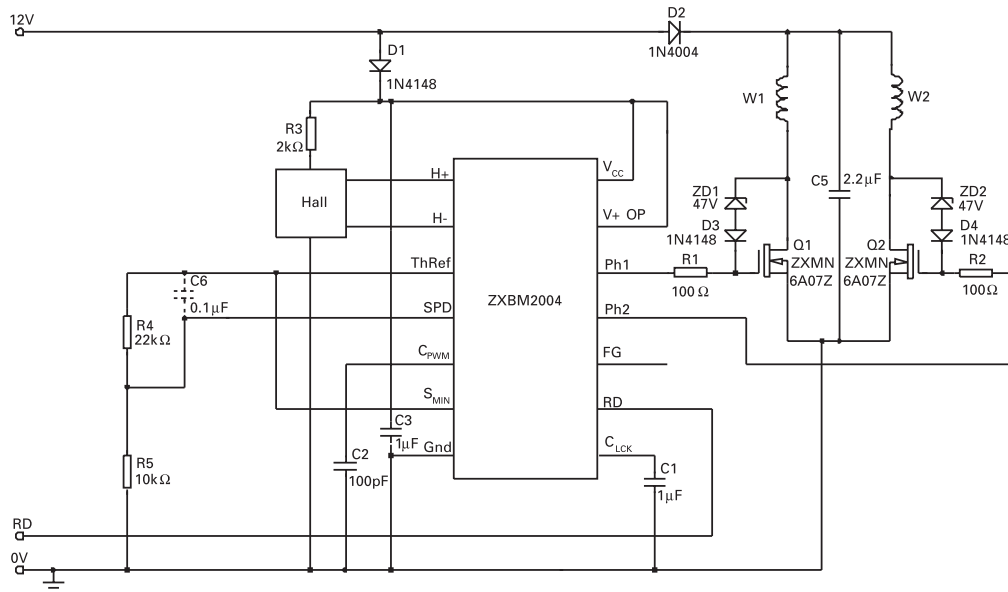 12V
D2
1N4004
D1
1N4148
W1
W2
R3
2kΩ
Hall
H+
H-
ThRef
SPD
CPWM
SMIN
Gnd
ZXBM2004
VCC
V+ OP
Ph1
Ph2
FG
RD
CLCK
C5
2.2µF
ZD1
47V
D3
1N4148
ZD2
47V
D4
1N4148
R1
100Ω
Q1
ZXMN
6A07Z
Q2
ZXMN
6A07Z
R2
100Ω
C6
0.1µF
R4
22kΩ
R5
10kΩ
C3
1µF
C2
100pF
C1
1µF
RD
0V